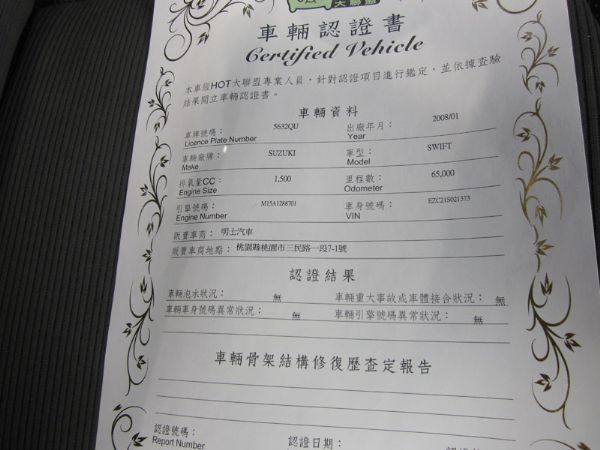 大聯盟
車輛認證書
Certified Vehicle
本車經HOT大聯盟專業人員，針對認證項目進行鑑定，並依據查驗
結果開立車輛認證書。
車輛資料
車牌號碼： 5632QU 出廠年月： 2008/01
Licence Plate Number Year
車輛廠牌： SUZUKI 車型： SWIFT
Make Model
排氣量CC： 1,500 里程數： 65,000
Engine Size Odometer
引擎號碼： M15A1288701 車身號碼： EZC21S021373
Engine Number VIN
販賣車商： 明士汽車
販賣車商地點： 桃園縣桃園市三民路一段7-1號
認證結果
車輛泡水狀況： 無 車輛重大事故或車體接合狀況： 無
車輛車身號碼異常狀況： 無 車輛引擎號碼異常狀況： 無
車輛骨架結構修復歷查定報告
認證號碼： 認證日期：
Report Number